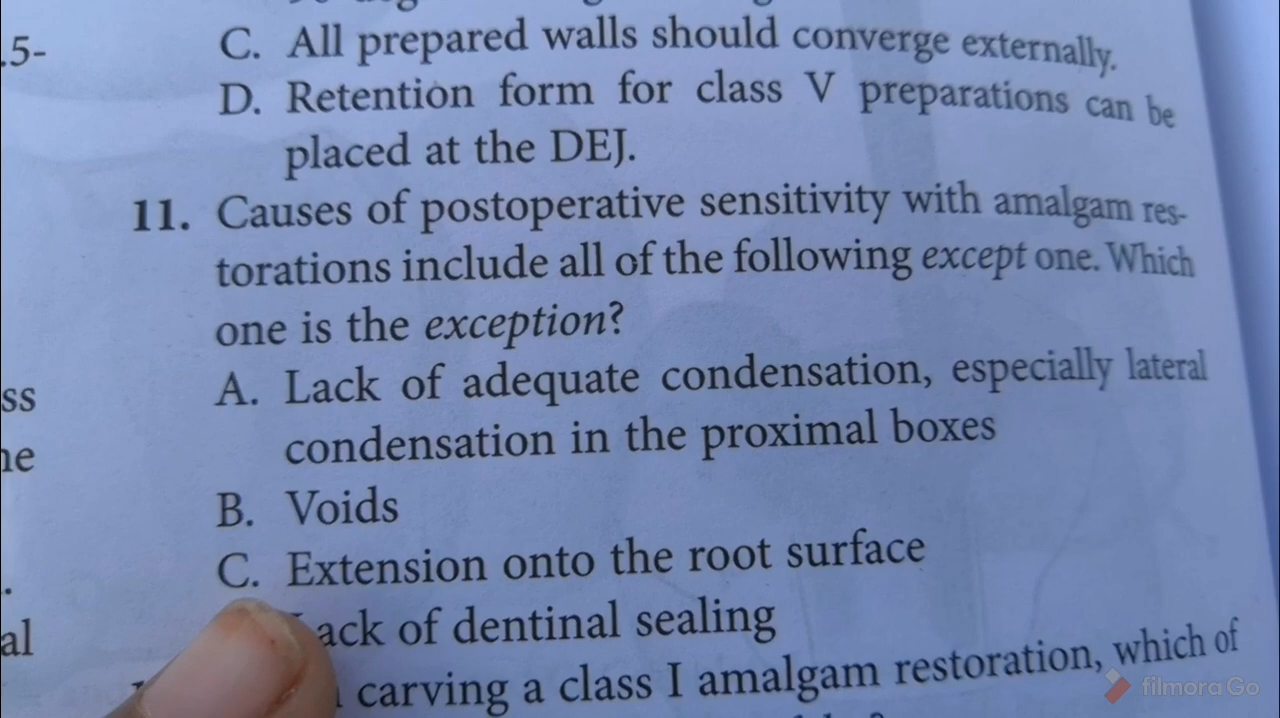 .5-
C. All prepared walls should converge externally.
D. Retention form for class V preparations can be
placed at the DEJ.
11. Causes of postoperative sensitivity with amalgam res-
torations include all of the following except one. Which
one is the exception?
ss
A. Lack of adequate condensation, especially lateral
he
condensation in the proximal boxes
B. Voids
C. Extension onto the root surface
al
ack of dentinal sealing
carving a class I amalgam restoration, which of
filmoraGo